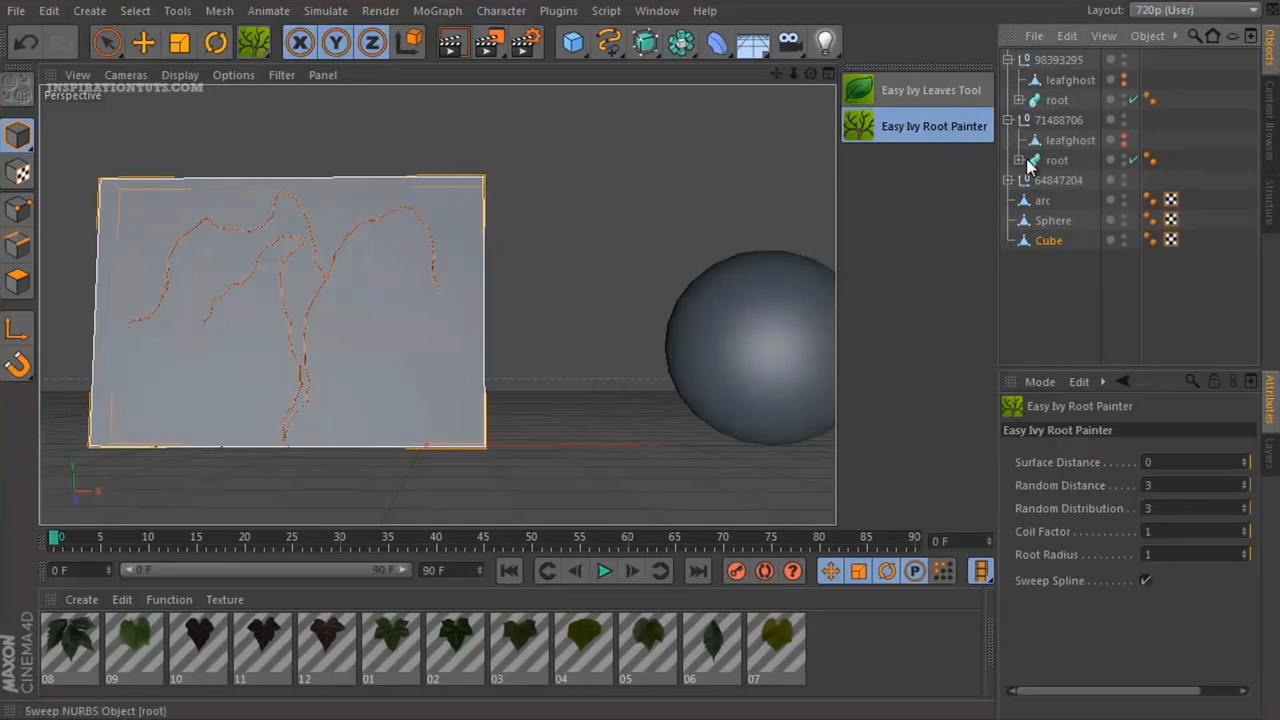 File Edit Create Select Tools Mesh Animate Simulate Render MoGraph Character Plugins Script Window Help Layout: 720p (User)
X Y Z P
View Cameras Display Options Filter Panel
INSPIRATIONTUTS.COM
Perspective
Easy Ivy Leaves Tool
Easy Ivy Root Painter
File Edit View Object
98393295
leafghost
root
71488706
leafghost
root
64847204
arc
Sphere
Cube
Objects
Content Browser
Structure
Mode Edit
Easy Ivy Root Painter
Easy Ivy Root Painter
Surface Distance . . . . . . 0
Random Distance . . . . . 3
Random Distribution . . 3
Coil Factor . . . . . . . . . . 1
Root Radius . . . . . . . . . 1
Sweep Spline . . . . . . . .
Attributes
Layers
Y
X
Z
0 5 10 15 20 25 30 35 40 45 50 55 60 65 70 75 80 85 90 0 F
0 F 0 F 90 F 90 F
P
Create Edit Function Texture
08 09 10 11 12 01 02 03 04 05 06 07
MAXON
CINEMA 4D
Sweep NURBS Object [root]